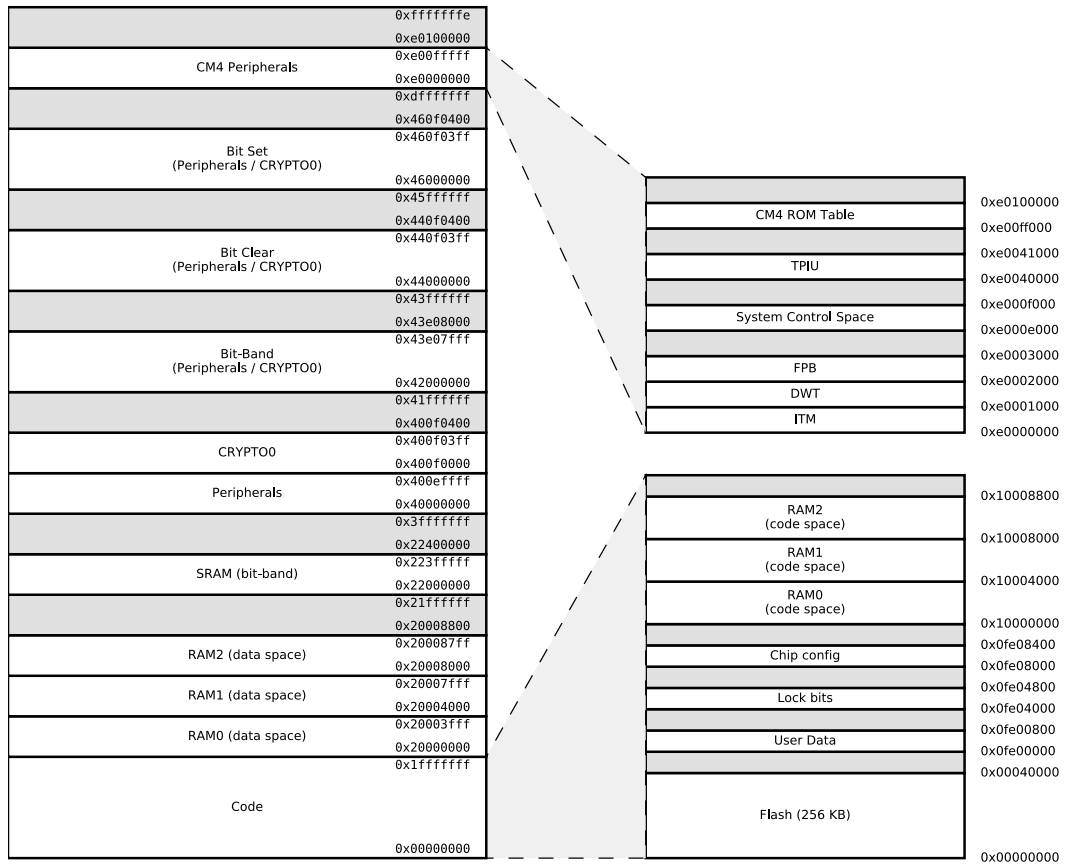 0xfffffffe
0xe0100000
0xe00fffff
CM4 Peripherals
0xe0000000
0xdfffffff
0x460f0400
0x460f03ff
Bit Set
(Peripherals / CRYPTO0)
0x46000000
0x45ffffff
0x440f0400
0x440f03ff
Bit Clear
(Peripherals / CRYPTO0)
0x44000000
0x43ffffff
0x43e08000
0x43e07fff
Bit-Band
(Peripherals / CRYPTO0)
0x42000000
0x41ffffff
0x400f0400
0x400f03ff
CRYPTO0
0x400f0000
0x400effff
Peripherals
0x40000000
0x3fffffff
0x22400000
0x223fffff
SRAM (bit-band)
0x22000000
0x21ffffff
0x20008800
0x200087ff
RAM2 (data space)
0x20008000
0x20007fff
RAM1 (data space)
0x20004000
0x20003fff
RAM0 (data space)
0x20000000
0x1fffffff
Code
0x00000000
0xe0100000
CM4 ROM Table
0xe00ff000
0xe0041000
TPIU
0xe0040000
0xe000f000
System Control Space
0xe000e000
0xe0003000
FPB
0xe0002000
DWT
0xe0001000
ITM
0xe0000000
0x10008800
RAM2
(code space)
0x10008000
RAM1
(code space)
0x10004000
RAM0
(code space)
0x10000000
0x0fe08400
Chip config
0x0fe08000
0x0fe04800
Lock bits
0x0fe04000
0x0fe00800
User Data
0x0fe00000
0x00040000
Flash (256 KB)
0x00000000